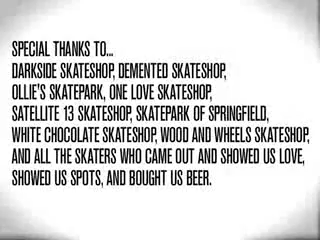 SPECIAL THANKS TO...
DARKSIDE SKATESHOP, DEMENTED SKATESHOP,
OLLIE'S SKATEPARK, ONE LOVE SKATESHOP,
SATELLITE 13 SKATESHOP, SKATEPARK OF SPRINGFIELD,
WHITE CHOCOLATE SKATESHOP, WOOD AND WHEELS SKATESHOP,
AND ALL THE SKATERS WHO CAME OUT AND SHOWED US LOVE,
SHOWED US SPOTS, AND BOUGHT US BEER.